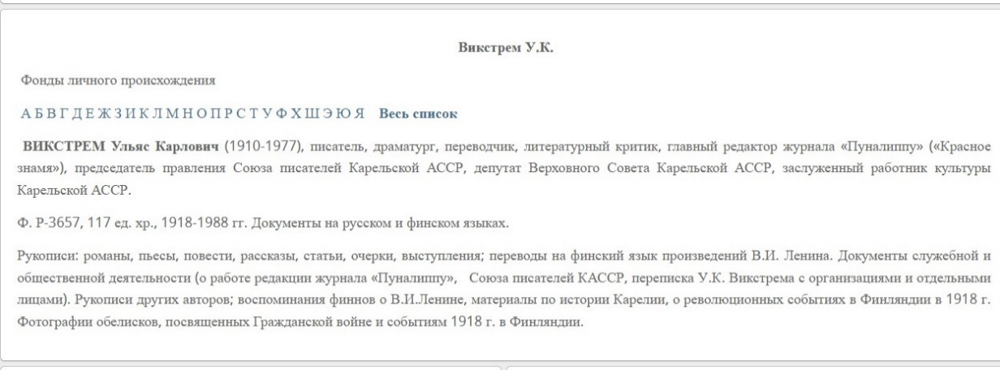 Викстрем У.К.
Фонды личного происхождения
А Б В Г Д Е Ж З И К Л М Н О П Р С Т У Ф Х Ш Э Ю Я Весь список
ВИКСТРЕМ Ульяс Карлович (1910-1977), писатель, драматург, переводчик, литературный критик, главный редактор журнала «Пуналиппу» («Красное
знамя»), председатель правления Союза писателей Карельской АССР, депутат Верховного Совета Карельской АССР, заслуженный работник культуры
Карельской АССР.
Ф. Р-3657, 117 ед. хр., 1918-1988 гг. Документы на русском и финском языках.
Рукописи: романы, пьесы, повести, рассказы, статьи, очерки, выступления; переводы на финский язык произведений В.И. Ленина. Документы служебной и
общественной деятельности (о работе редакции журнала «Пуналиппу», Союза писателей КАССР, переписка У.К. Викстрема с организациями и отдельными
лицами). Рукописи других авторов; воспоминания финнов о В.И.Ленине, материалы по истории Карелии, о революционных событиях в Финляндии в 1918 г.
Фотографии обелисков, посвященных Гражданской войне и событиям 1918 г. в Финляндии.